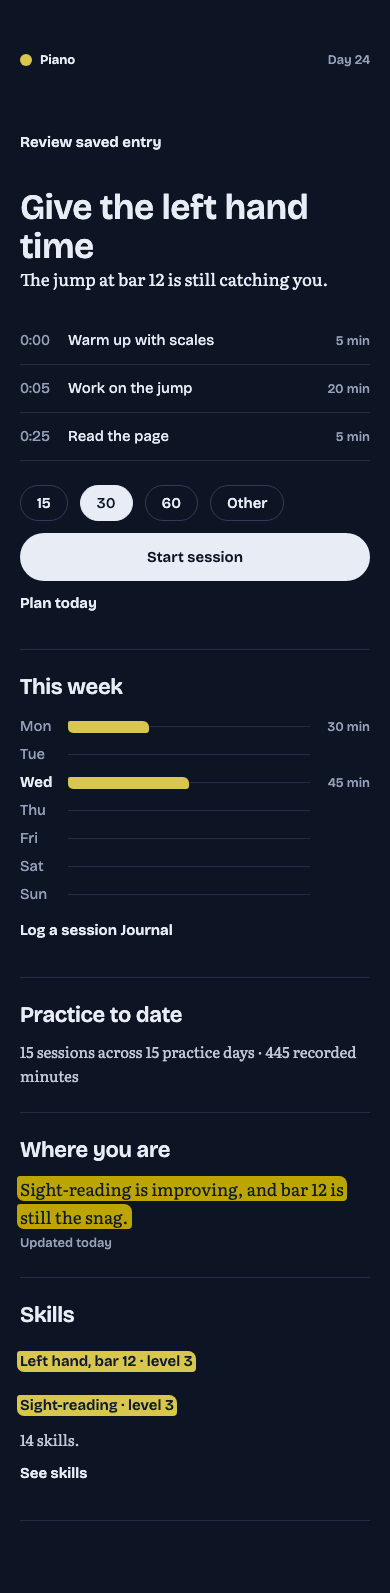 Piano
Day 24
Review saved entry
Give the left hand
time
The jump at bar 12 is still catching you.
0:00 Warm up with scales 5 min
0:05 Work on the jump 20 min
0:25 Read the page 5 min
15 30 60 Other
Start session
Plan today
This week
Mon 30 min
Tue
Wed 45 min
Thu
Fri
Sat
Sun
Log a session Journal
Practice to date
15 sessions across 15 practice days · 445 recorded
minutes
Where you are
Sight-reading is improving, and bar 12 is
still the snag.
Updated today
Skills
Left hand, bar 12 · level 3
Sight-reading · level 3
14 skills.
See skills